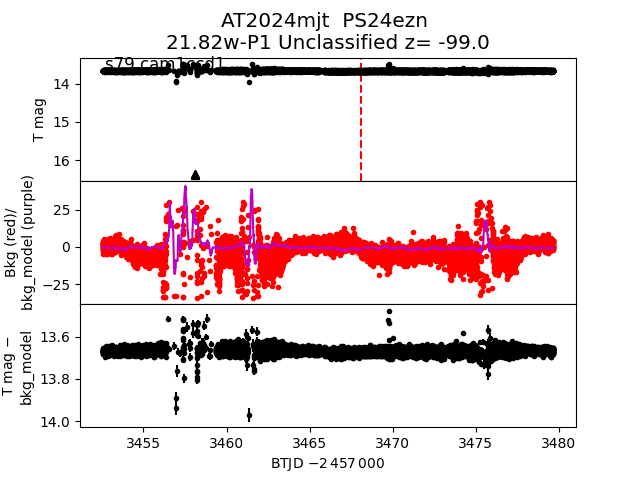 AT2024mjt  PS24ezn
21.82w-P1 Unclassified z= -99.0
s79 cam1ccd1
14
15
16
T mag
25
0
−25
Bkg (red)/
bkg_model (purple)
13.6
13.8
14.0
T mag −
bkg_model
3455 3460 3465 3470 3475 3480
BTJD −2 457 000